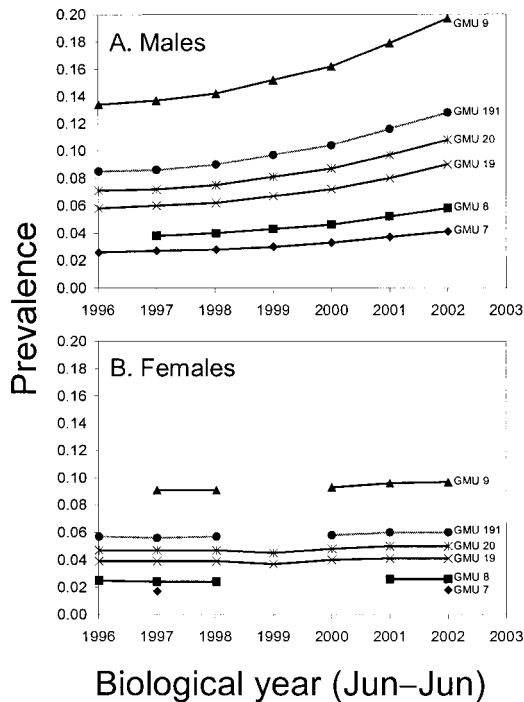 Prevalence
A. Males
0.20
0.18
0.16
0.14
0.12
0.10
0.08
0.06
0.04
0.02
0.00
GMU 9
GMU 191
GMU 20
GMU 19
GMU 8
GMU 7
1996 1997 1998 1999 2000 2001 2002 2003
B. Females
0.20
0.18
0.16
0.14
0.12
0.10
0.08
0.06
0.04
0.02
0.00
GMU 9
GMU 191
GMU 20
GMU 19
GMU 8
GMU 7
1996 1997 1998 1999 2000 2001 2002 2003
Biological year (Jun–Jun)